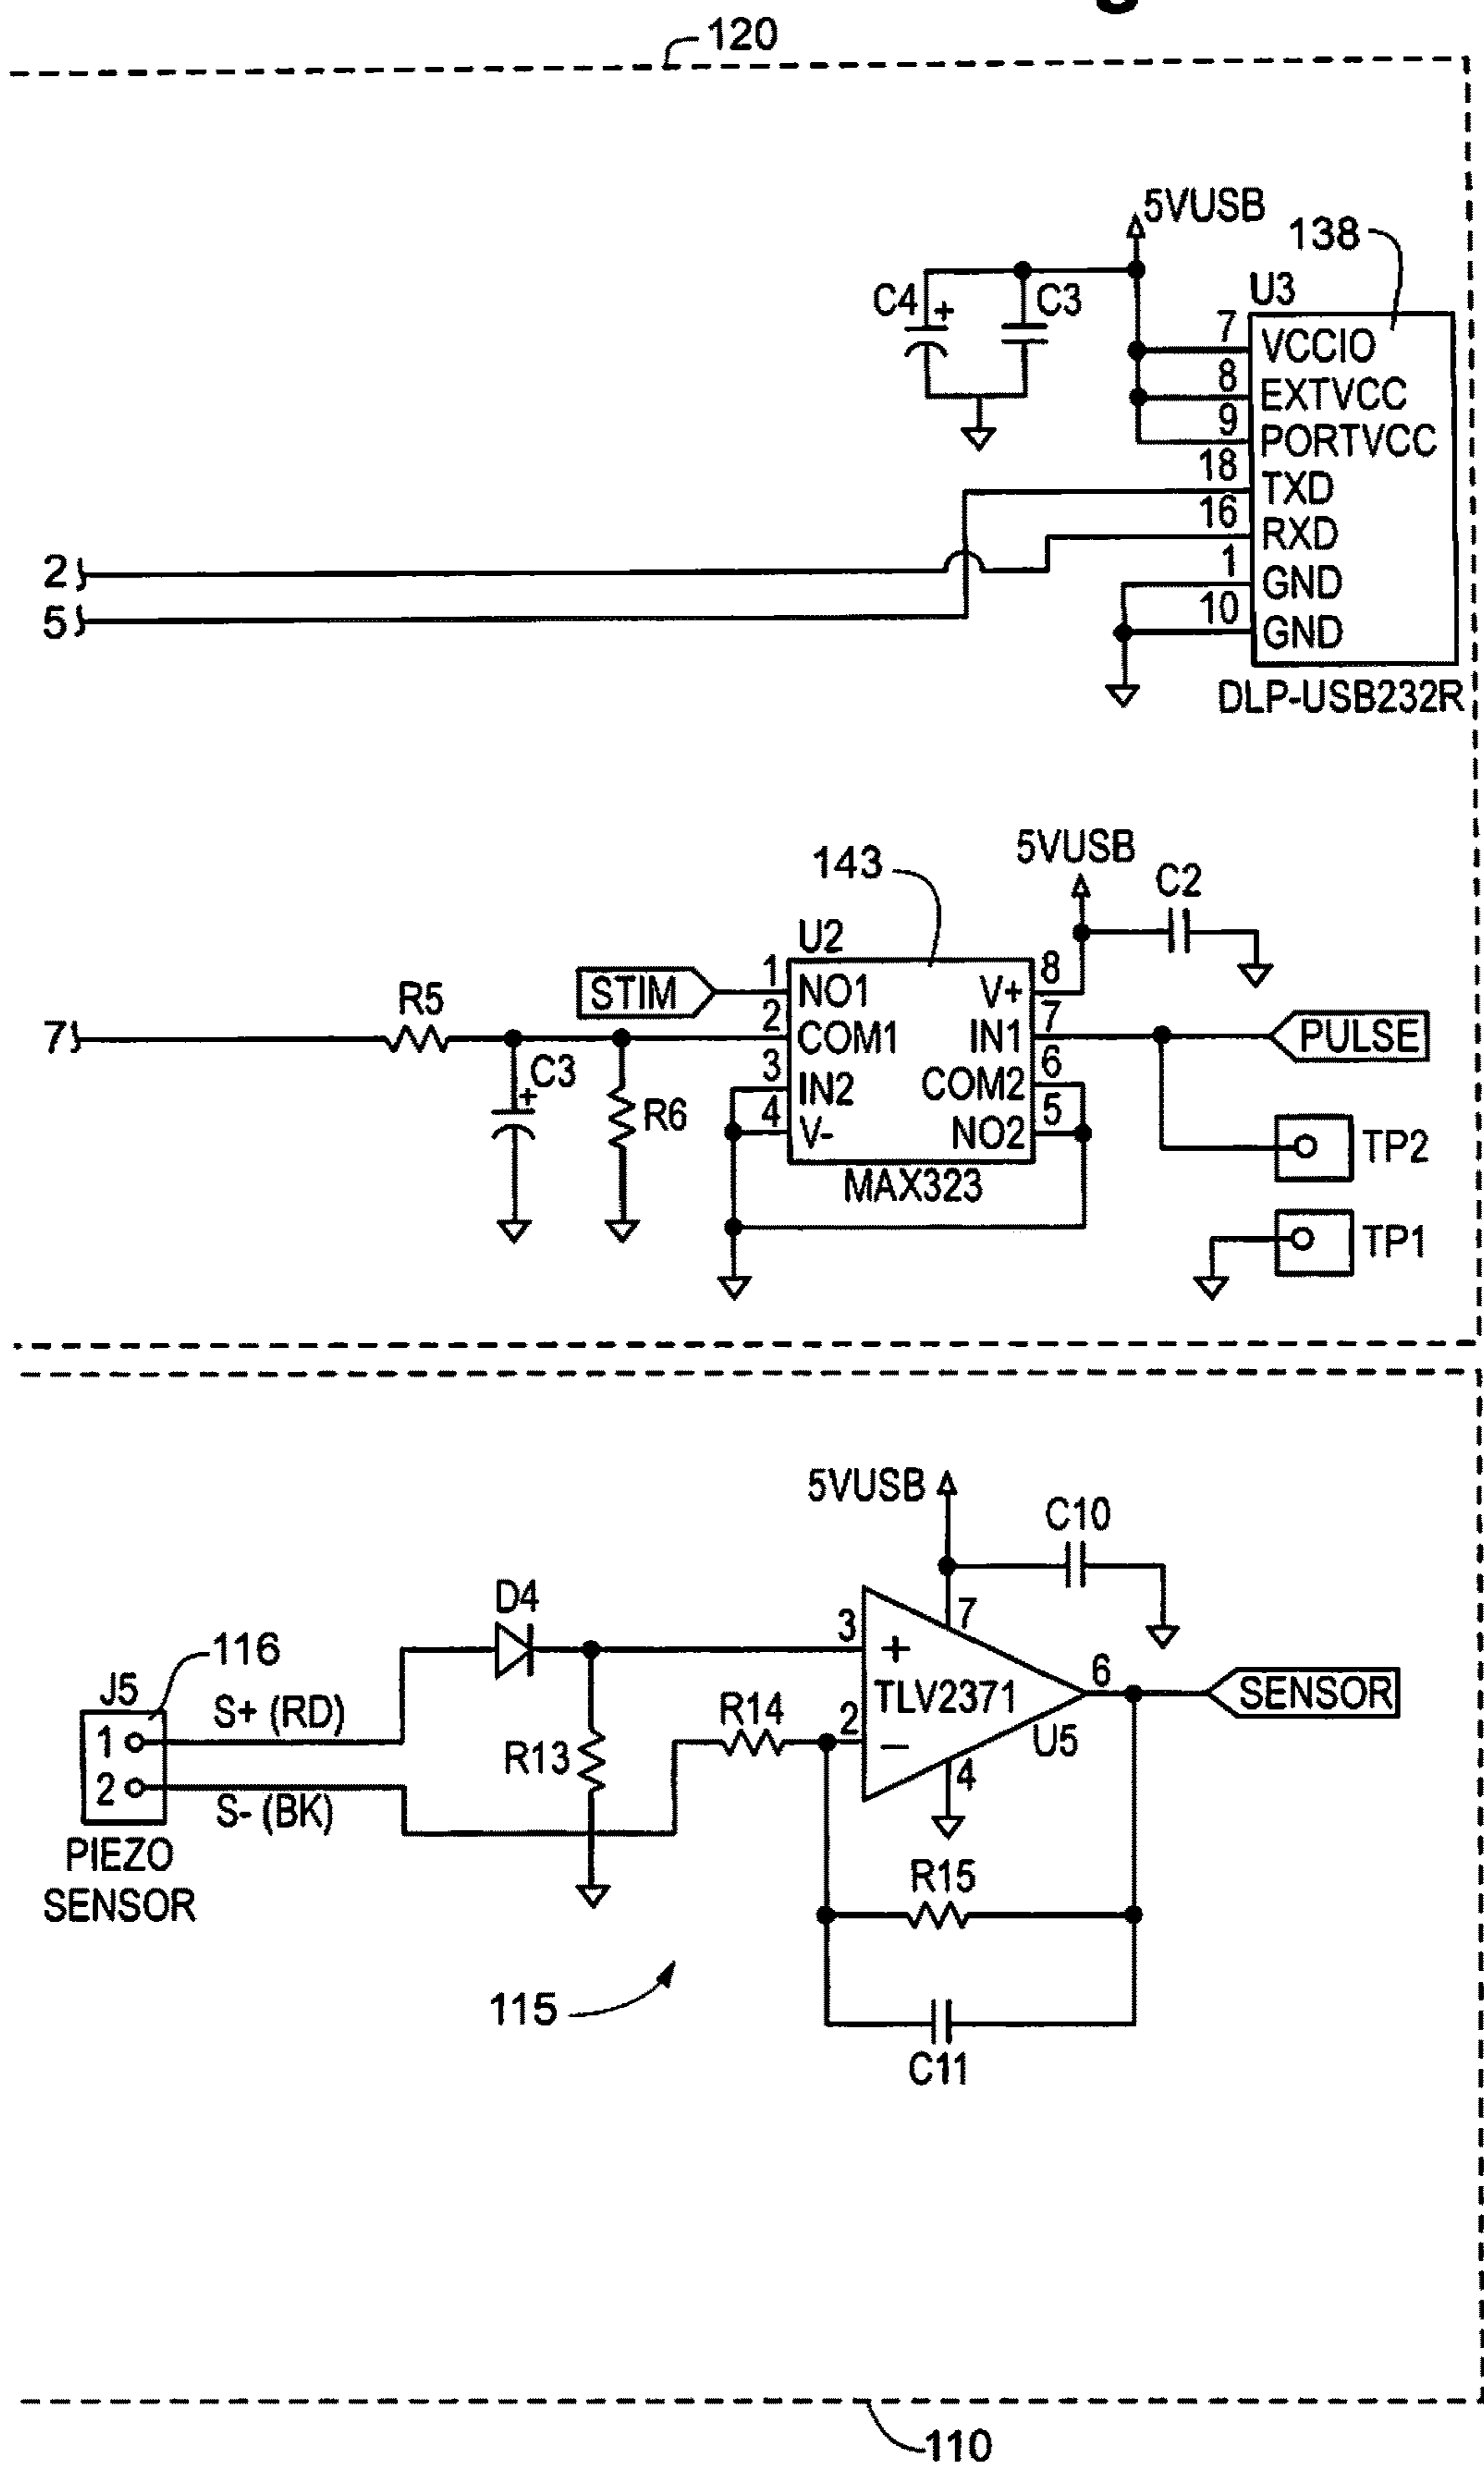 120
5VUSB
138
C4
+
C3
U3
7
VCCIO
8
EXTVCC
9
PORTVCC
18
TXD
16
RXD
1
GND
10
GND
2
5
DLP-USB232R
143
5VUSB
C2
U2
STIM
1
NO1
V+
8
R5
7
2
COM1
IN1
7
PULSE
C3
+
R6
3
IN2
COM2
6
4
V-
NO2
5
MAX323
TP2
TP1
5VUSB
C10
D4
3
+
7
116
J5
S+ (RD)
1
2
S- (BK)
PIEZO
SENSOR
R13
R14
2
-
TLV2371
U5
6
SENSOR
4
R15
115
C11
110